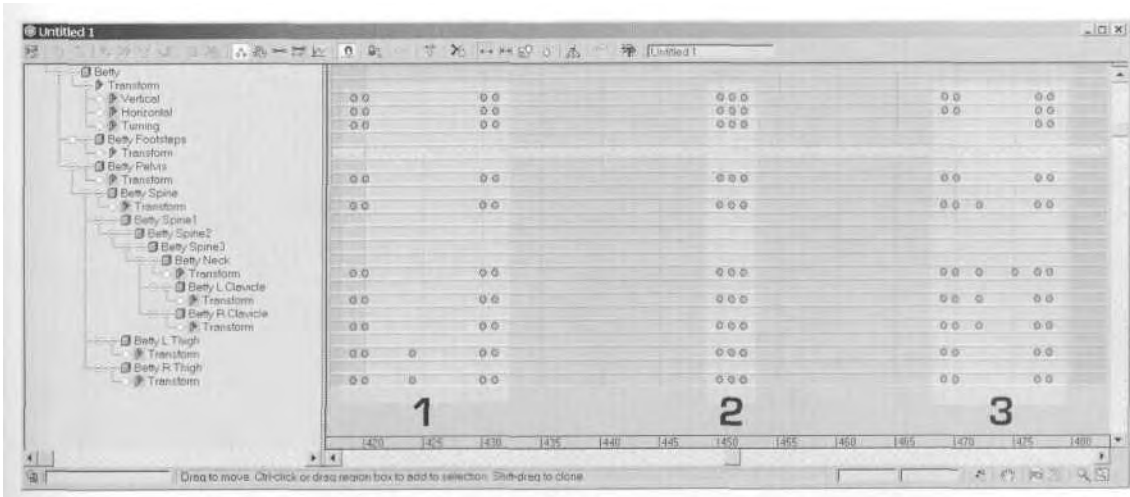 Untitled 1
Untitled 1
Betty
Transform
Vertical
Horizontal
Turning
Betty Footsteps
Transform
Betty Pelvis
Transform
Betty Spine
Transform
Betty Spine1
Betty Spine2
Betty Spine3
Betty Neck
Transform
Betty L Clavicle
Transform
Betty R Clavicle
Transform
Betty L Thigh
Transform
Betty R Thigh
Transform
1 2 3
1420 1425 1430 1435 1440 1445 1450 1455 1460 1465 1470 1475 1480
Drag to move. Ctrl-click or drag region box to add to selection. Shift-drag to clone.